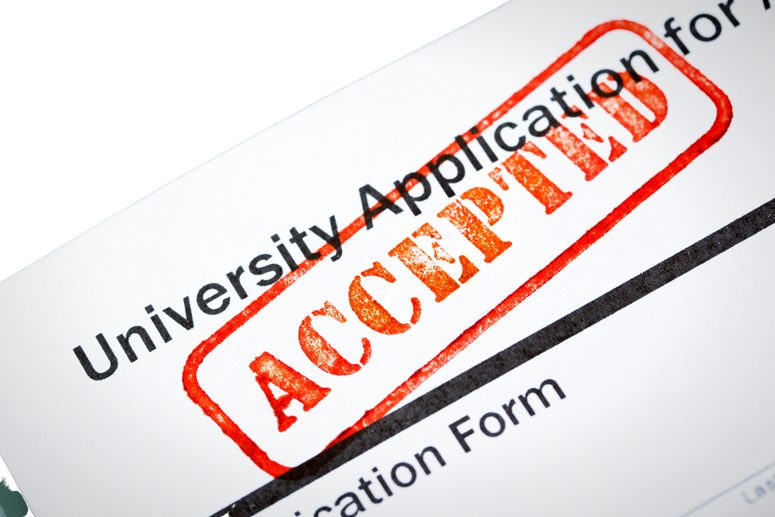 University Application for
ACCEPTED
ication Form